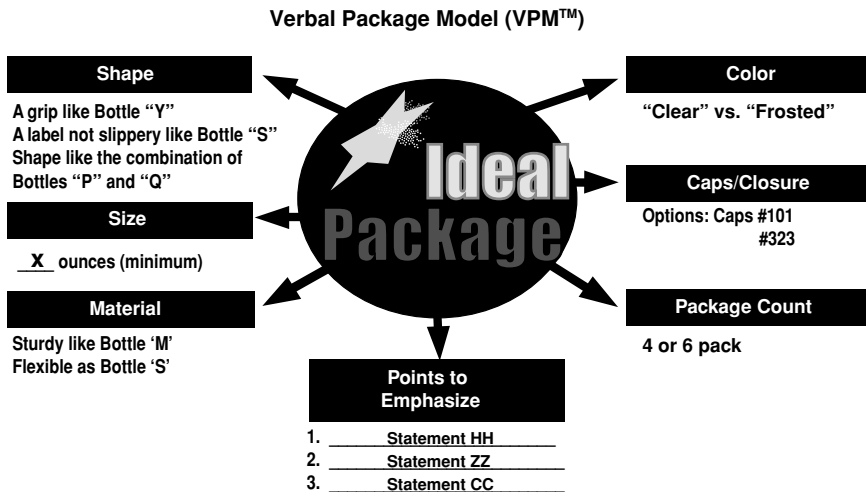 Verbal Package Model (VPM™)
Shape
A grip like Bottle “Y”
A label not slippery like Bottle “S”
Shape like the combination of
Bottles “P” and “Q”
Size
__X__ ounces (minimum)
Material
Sturdy like Bottle ‘M’
Flexible as Bottle ‘S’
Ideal
Package
Points to
Emphasize
1. Statement HH
2. Statement ZZ
3. Statement CC
Color
“Clear” vs. “Frosted”
Caps/Closure
Options: Caps #101
#323
Package Count
4 or 6 pack